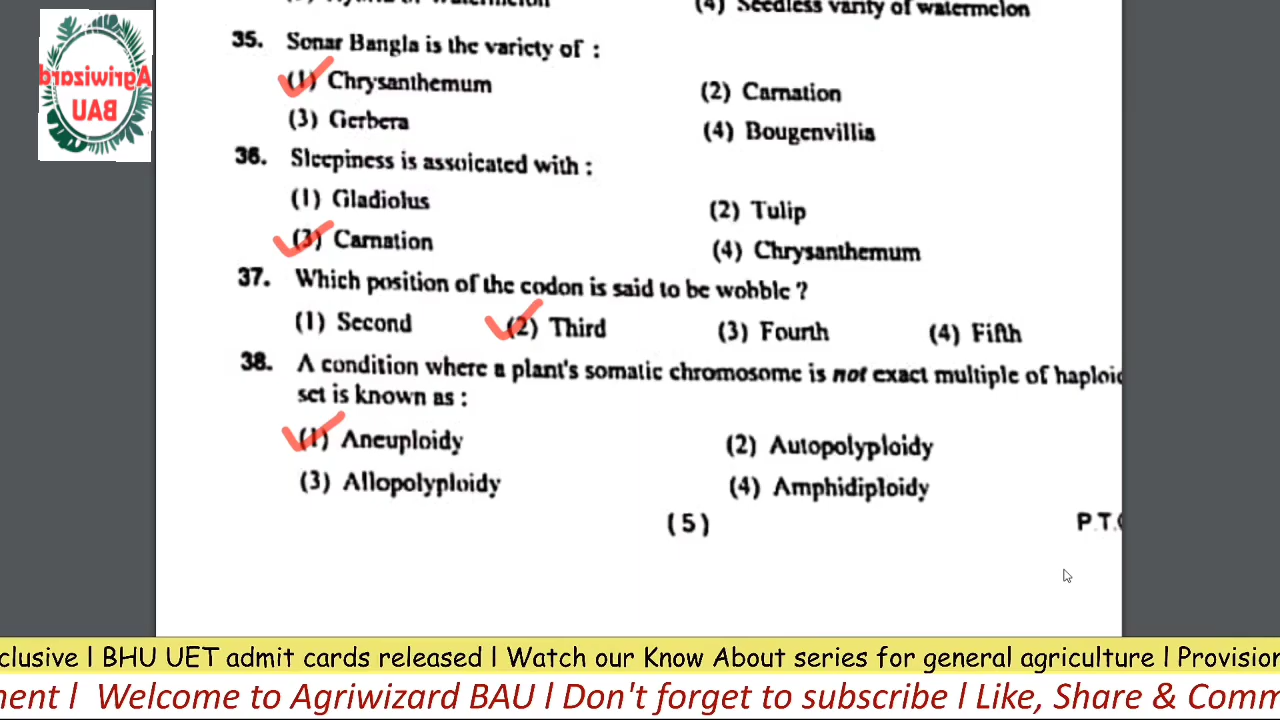 (4) Seedless varity of watermelon
35. Sonar Bangla is the variety of :
(1) Chrysanthemum (2) Carnation
(3) Gerbera (4) Bougenvillia
36. Sleepiness is assoicated with :
(1) Gladiolus (2) Tulip
(3) Carnation (4) Chrysanthemum
37. Which position of the codon is said to be wobble ?
(1) Second (2) Third (3) Fourth (4) Fifth
38. A condition where a plant's somatic chromosome is not exact multiple of haploid
set is known as :
(1) Aneuploidy (2) Autopolyploidy
(3) Allopolyploidy (4) Amphidiploidy
(5) P.T.
Agriwizard
BAU
clusive l BHU UET admit cards released l Watch our Know About series for general agriculture l Provision
ment l Welcome to Agriwizard BAU l Don't forget to subscribe l Like, Share & Comm